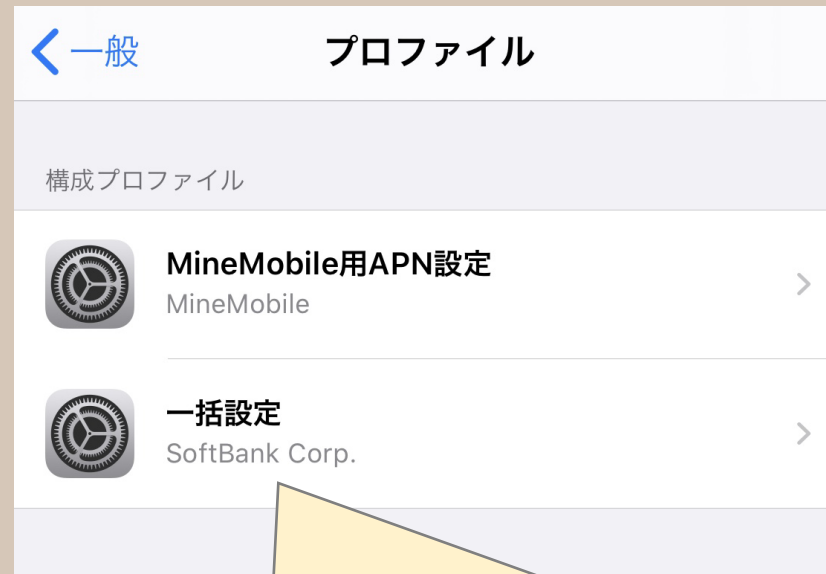 一般
プロファイル
構成プロファイル
MineMobile用APN設定
MineMobile
一括設定
SoftBank Corp.